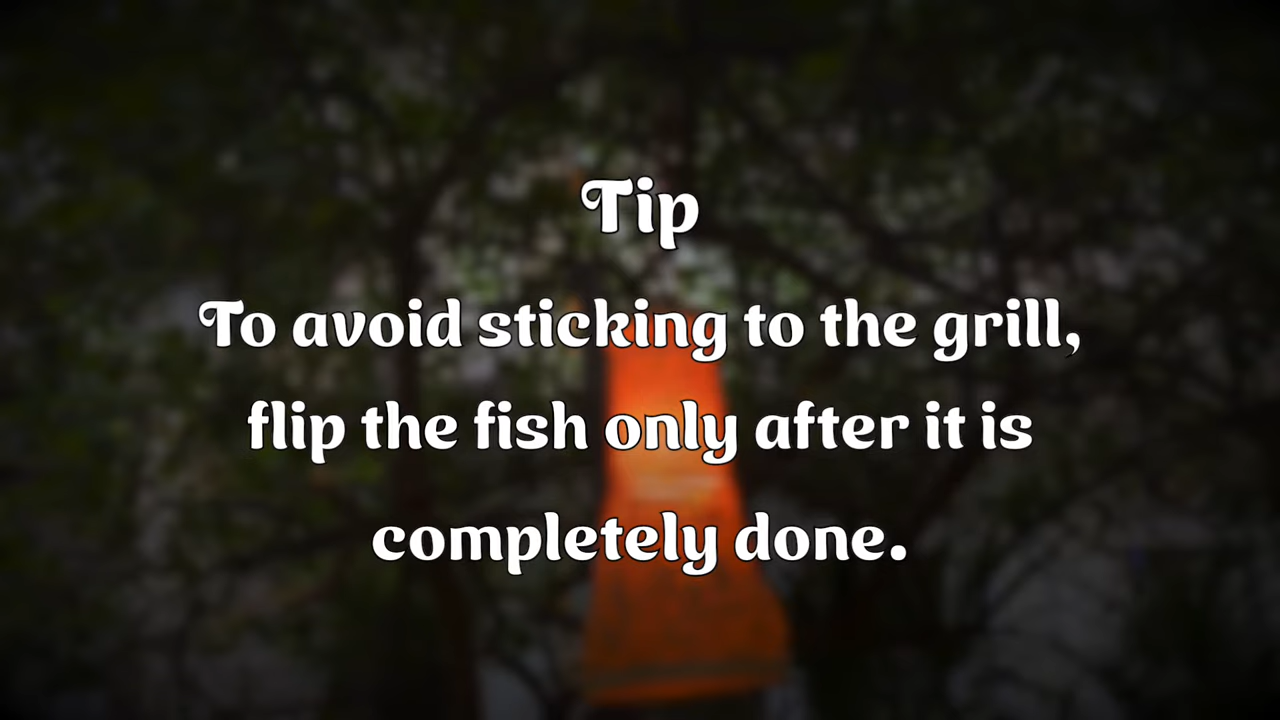 Tip
To avoid sticking to the grill,
flip the fish only after it is
completely done.